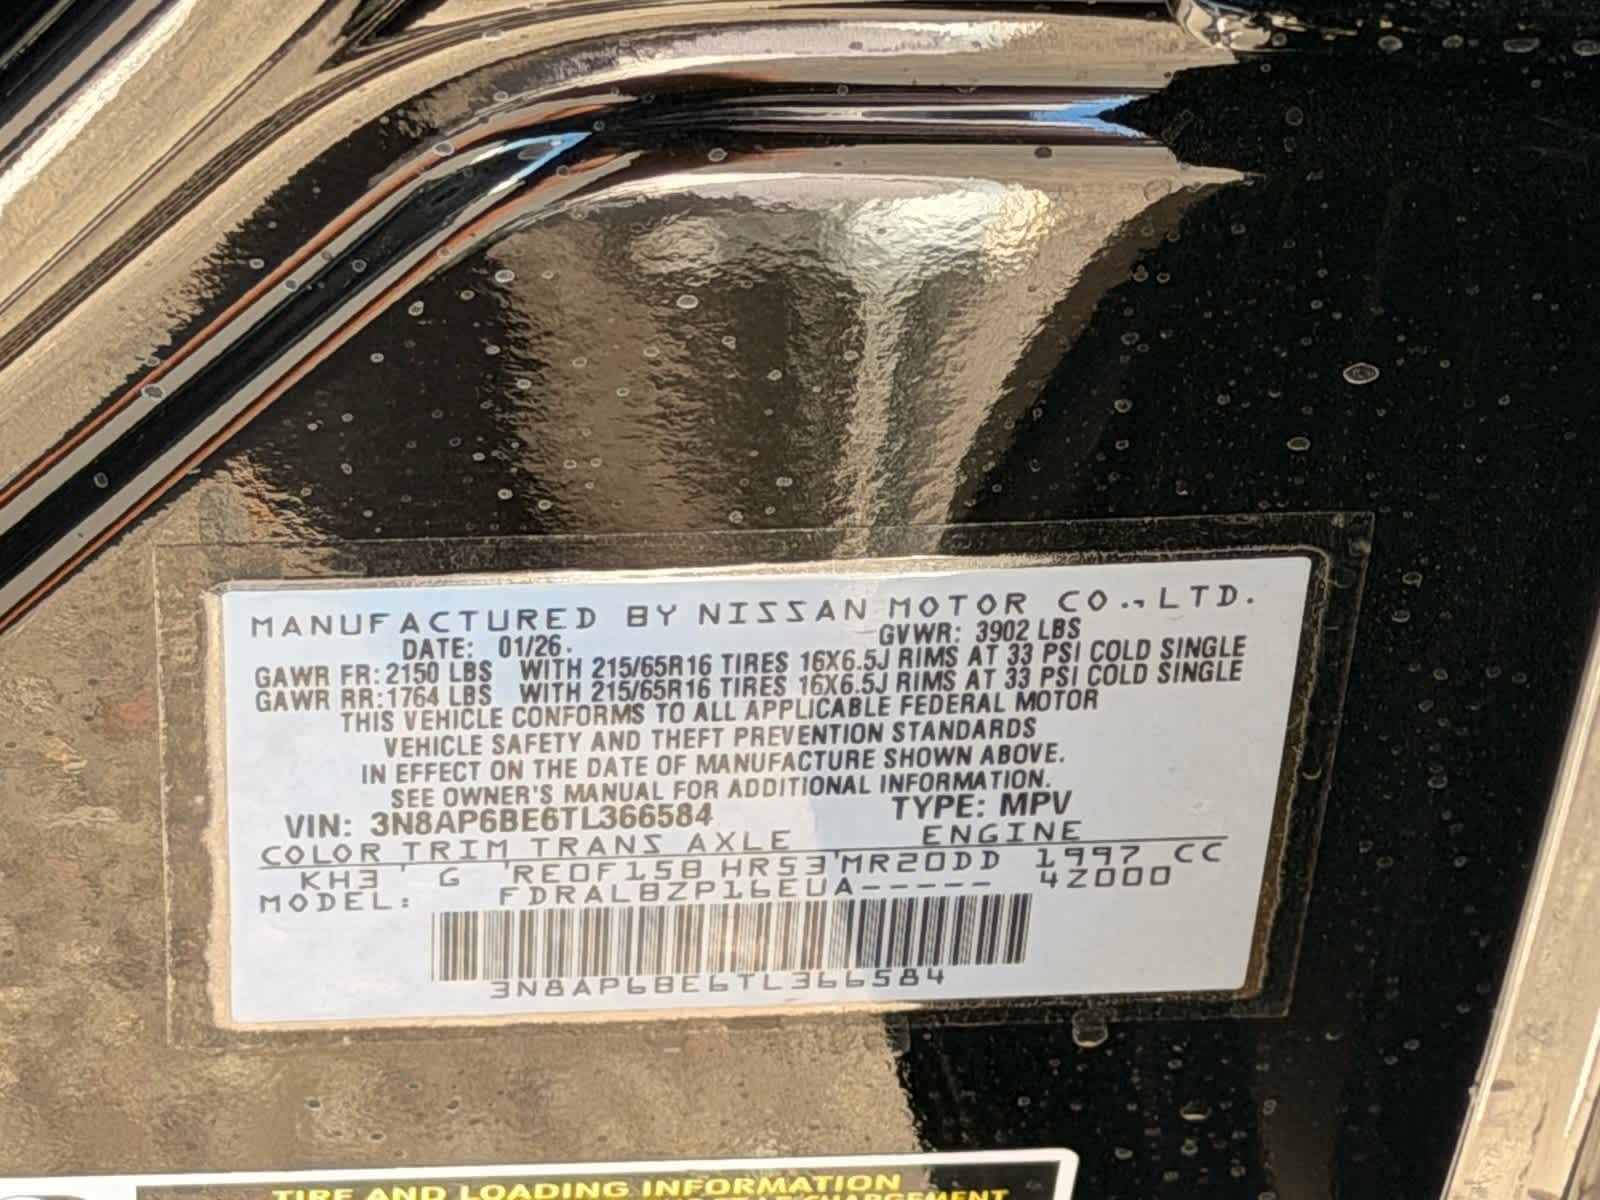 MANUFACTURED BY NISSAN MOTOR CO., LTD.
DATE: 01/26. GVWR: 3902 LBS
GAWR FR: 2150 LBS WITH 215/65R16 TIRES 16X6.5J RIMS AT 33 PSI COLD SINGLE
GAWR RR: 1764 LBS WITH 215/65R16 TIRES 16X6.5J RIMS AT 33 PSI COLD SINGLE
THIS VEHICLE CONFORMS TO ALL APPLICABLE FEDERAL MOTOR
VEHICLE SAFETY AND THEFT PREVENTION STANDARDS
IN EFFECT ON THE DATE OF MANUFACTURE SHOWN ABOVE.
SEE OWNER'S MANUAL FOR ADDITIONAL INFORMATION.
VIN: 3N8AP6BE6TL366584 TYPE: MPV
COLOR TRIM TRANS AXLE ENGINE
KH3 ' G 'RE0F15B HR53'MR20DD 1997 CC
MODEL: FDRALBZP16EUA----- 4Z000
3N8AP6BE6TL366584
TIRE AND LOADING INFORMATION
CHARGEMENT